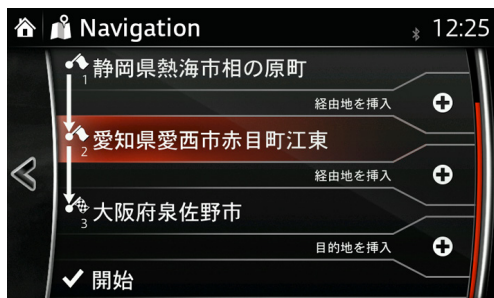 Navigation
12:25
1
静岡県熱海市相の原町
経由地を挿入
2
愛知県愛西市赤目町江東
経由地を挿入
3
大阪府泉佐野市
目的地を挿入
開始